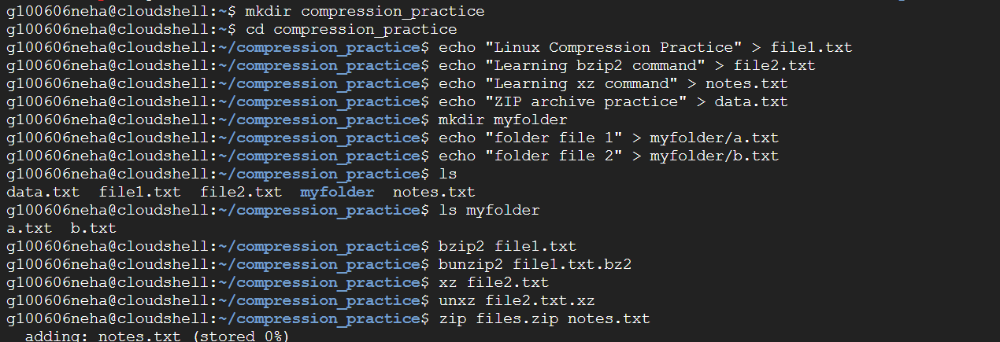 g100606neha@cloudshell:~$ mkdir compression_practice
g100606neha@cloudshell:~$ cd compression_practice
g100606neha@cloudshell:~/compression_practice$ echo "Linux Compression Practice" > file1.txt
g100606neha@cloudshell:~/compression_practice$ echo "Learning bzip2 command" > file2.txt
g100606neha@cloudshell:~/compression_practice$ echo "Learning xz command" > notes.txt
g100606neha@cloudshell:~/compression_practice$ echo "ZIP archive practice" > data.txt
g100606neha@cloudshell:~/compression_practice$ mkdir myfolder
g100606neha@cloudshell:~/compression_practice$ echo "folder file 1" > myfolder/a.txt
g100606neha@cloudshell:~/compression_practice$ echo "folder file 2" > myfolder/b.txt
g100606neha@cloudshell:~/compression_practice$ ls
data.txt  file1.txt  file2.txt  myfolder  notes.txt
g100606neha@cloudshell:~/compression_practice$ ls myfolder
a.txt  b.txt
g100606neha@cloudshell:~/compression_practice$ bzip2 file1.txt
g100606neha@cloudshell:~/compression_practice$ bunzip2 file1.txt.bz2
g100606neha@cloudshell:~/compression_practice$ xz file2.txt
g100606neha@cloudshell:~/compression_practice$ unxz file2.txt.xz
g100606neha@cloudshell:~/compression_practice$ zip files.zip notes.txt
  adding: notes.txt (stored 0%)